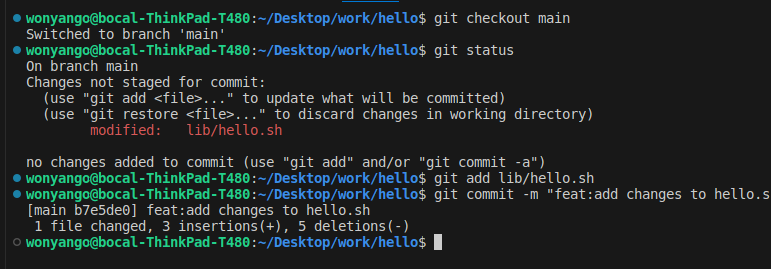 wonyango@bocal-ThinkPad-T480:~/Desktop/work/hello$ git checkout main
Switched to branch 'main'
wonyango@bocal-ThinkPad-T480:~/Desktop/work/hello$ git status
On branch main
Changes not staged for commit:
  (use "git add <file>..." to update what will be committed)
  (use "git restore <file>..." to discard changes in working directory)
        modified:   lib/hello.sh

no changes added to commit (use "git add" and/or "git commit -a")
wonyango@bocal-ThinkPad-T480:~/Desktop/work/hello$ git add lib/hello.sh
wonyango@bocal-ThinkPad-T480:~/Desktop/work/hello$ git commit -m "feat:add changes to hello.s
[main b7e5de0] feat:add changes to hello.sh
 1 file changed, 3 insertions(+), 5 deletions(-)
wonyango@bocal-ThinkPad-T480:~/Desktop/work/hello$